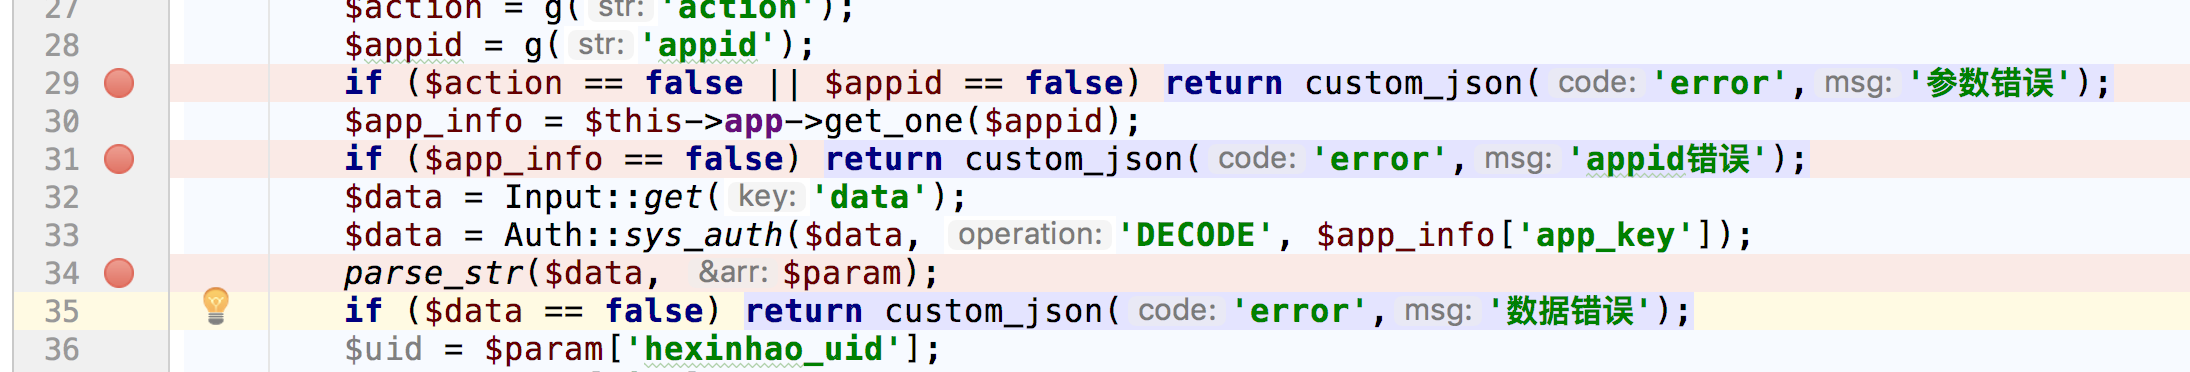 27 $action = g( str: 'action');
28 $appid = g( str: 'appid');
29 if ($action == false || $appid == false) return custom_json( code: 'error', msg: '参数错误');
30 $app_info = $this->app->get_one($appid);
31 if ($app_info == false) return custom_json( code: 'error', msg: 'appid错误');
32 $data = Input::get( key: 'data');
33 $data = Auth::sys_auth($data, operation: 'DECODE', $app_info['app_key']);
34 parse_str($data, &arr: $param);
35 if ($data == false) return custom_json( code: 'error', msg: '数据错误');
36 $uid = $param['hexinhao_uid'];